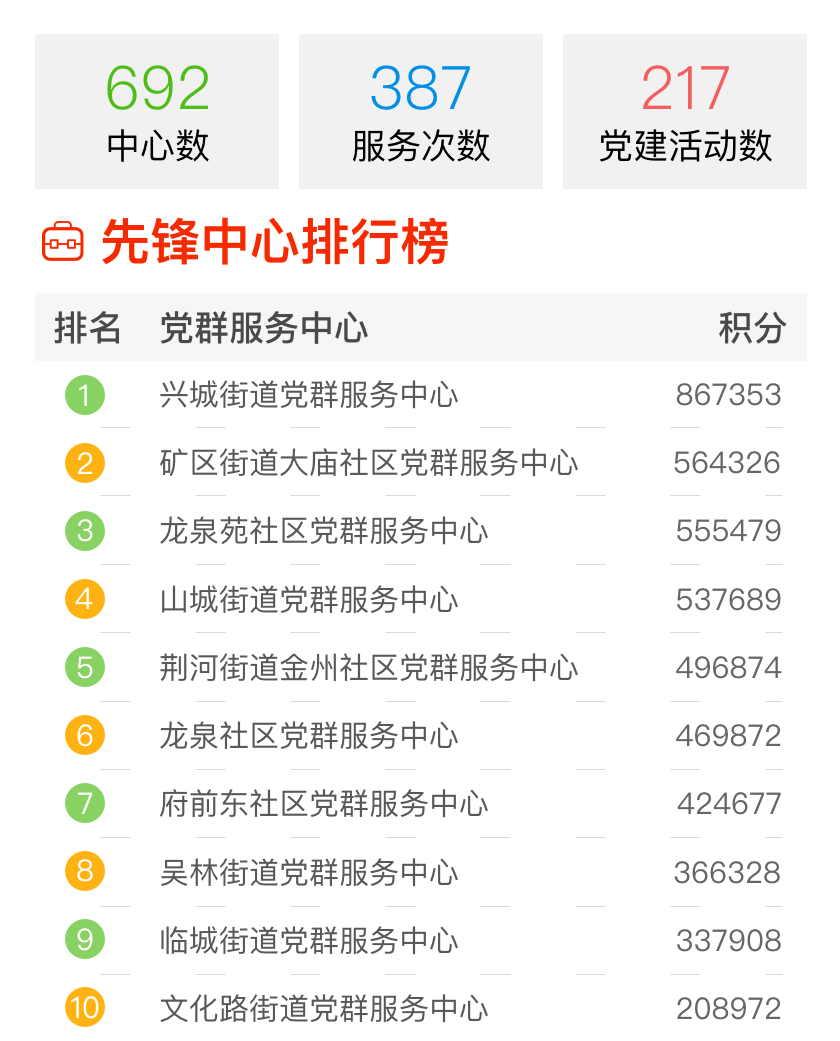 692 387 217
中心数 服务次数 党建活动数
先锋中心排行榜
排名 党群服务中心 积分
1 兴城街道党群服务中心 867353
2 矿区街道大庙社区党群服务中心 564326
3 龙泉苑社区党群服务中心 555479
4 山城街道党群服务中心 537689
5 荆河街道金州社区党群服务中心 496874
6 龙泉社区党群服务中心 469872
7 府前东社区党群服务中心 424677
8 吴林街道党群服务中心 366328
9 临城街道党群服务中心 337908
10 文化路街道党群服务中心 208972